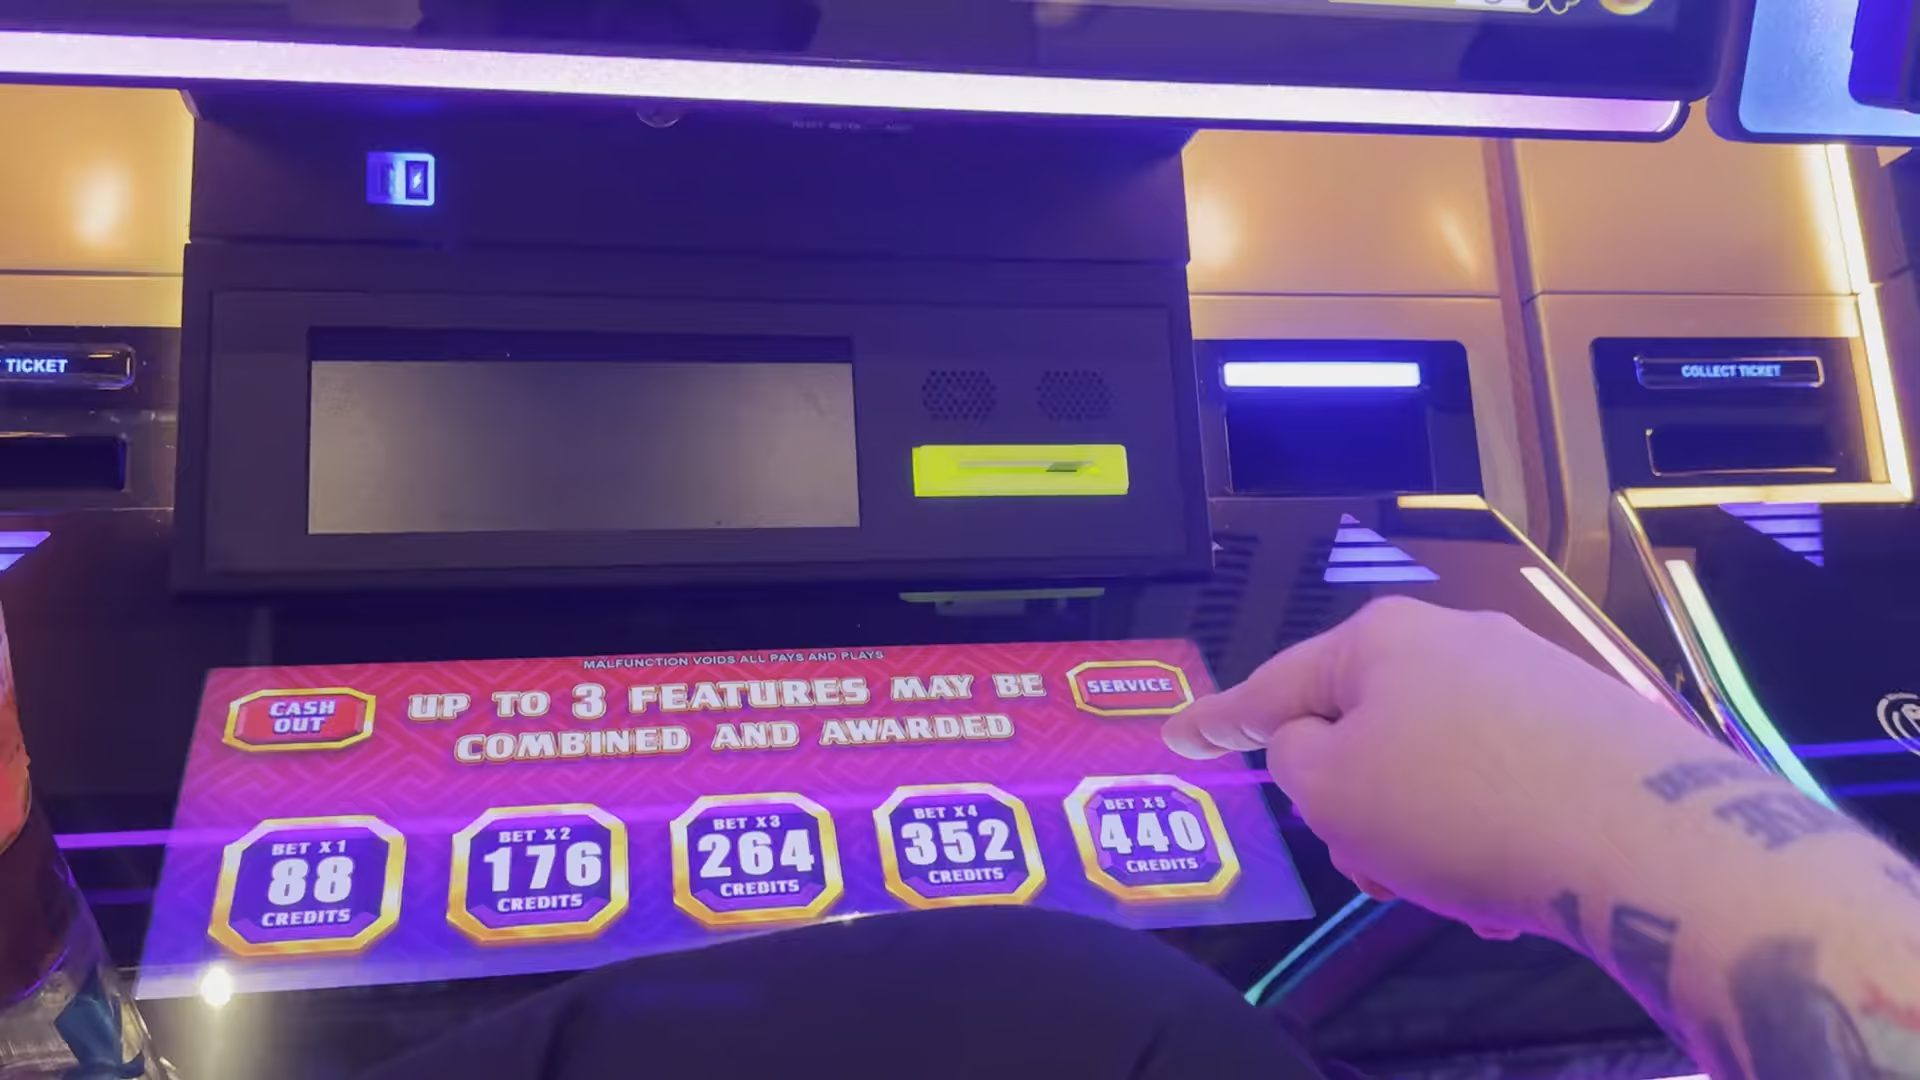 TICKET
COLLECT TICKET
MALFUNCTION VOIDS ALL PAYS AND PLAYS
CASH
OUT
UP TO 3 FEATURES MAY BE
COMBINED AND AWARDED
SERVICE
BET X1
88
CREDITS
BET X2
176
CREDITS
BET X3
264
CREDITS
BET X4
352
CREDITS
BET X5
440
CREDITS